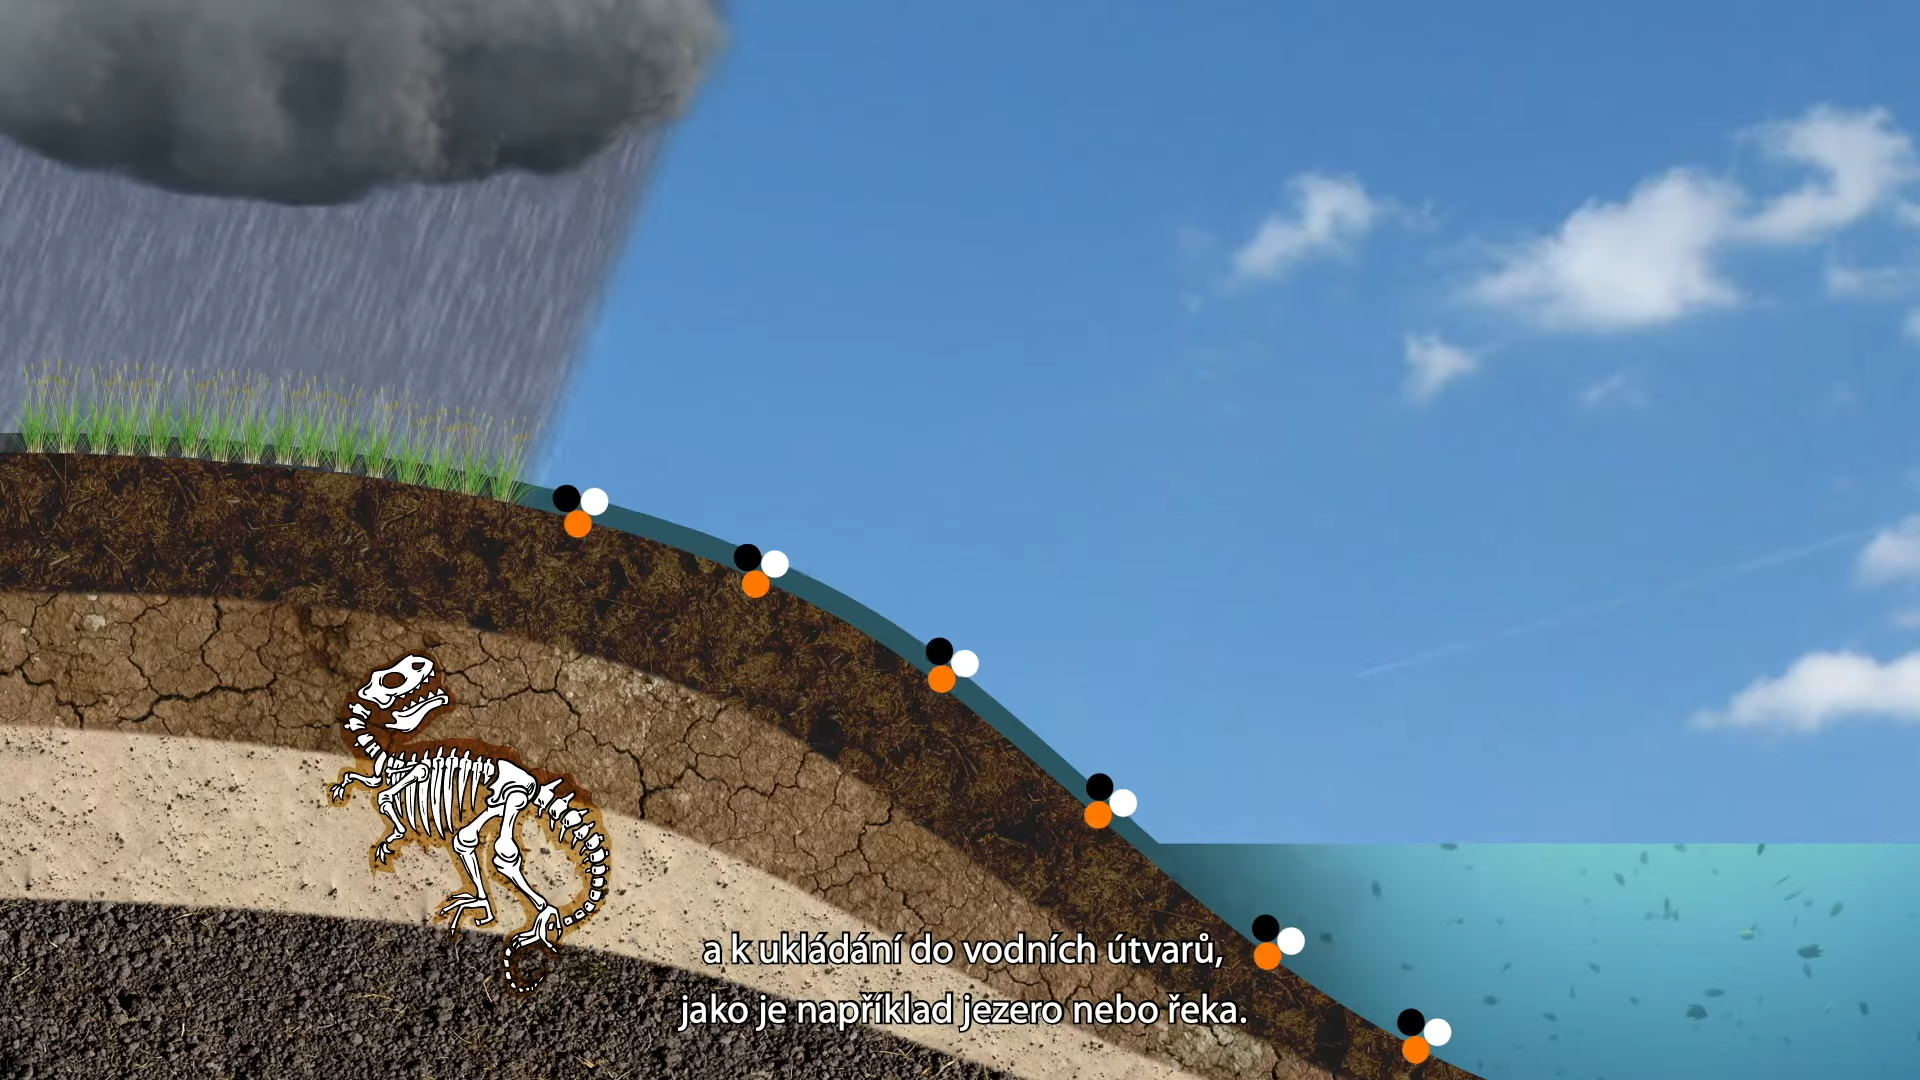 a k ukládání do vodních útvarů,
jako je například jezero nebo řeka.